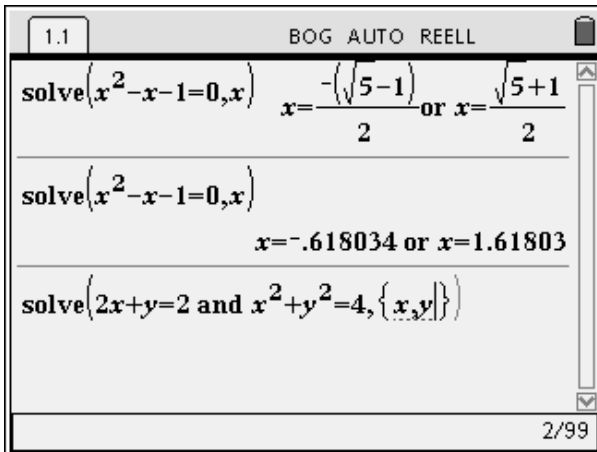 1.1 BOG AUTO REELL
solve(x²-x-1=0,x) x=-(√5-1)/2 or x=(√5+1)/2
solve(x²-x-1=0,x)
x=-.618034 or x=1.61803
solve(2x+y=2 and x²+y²=4,{x,y})
2/99